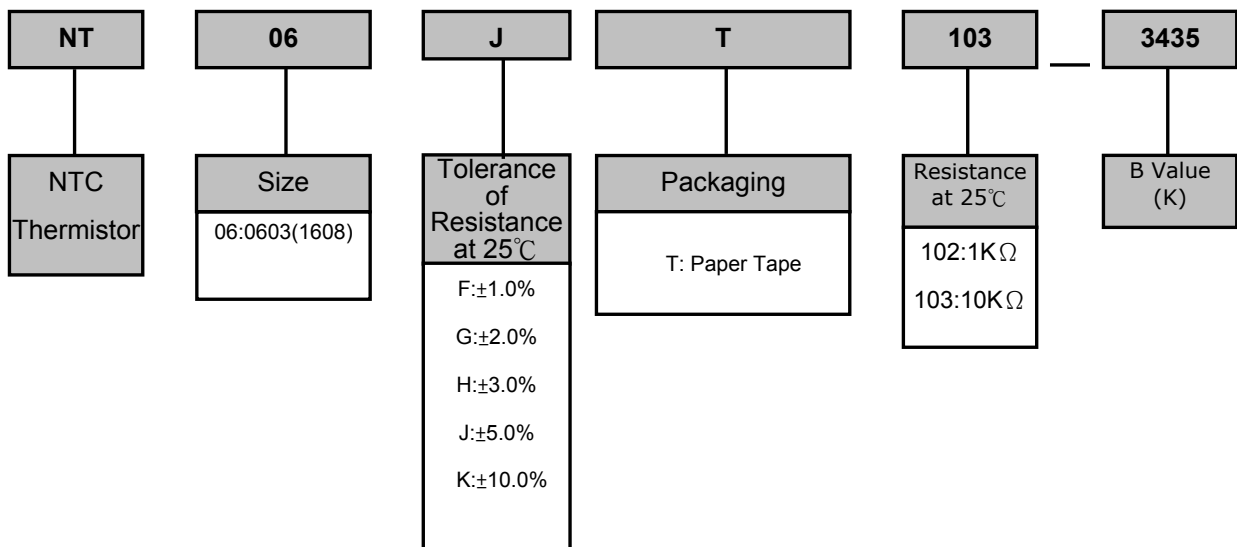 NT 06 J T 103 — 3435
NTC
Thermistor
Size
06:0603(1608)
Tolerance
of
Resistance
at 25℃
F:±1.0%
G:±2.0%
H:±3.0%
J:±5.0%
K:±10.0%
Packaging
T: Paper Tape
Resistance
at 25℃
102:1KΩ
103:10KΩ
B Value
(K)